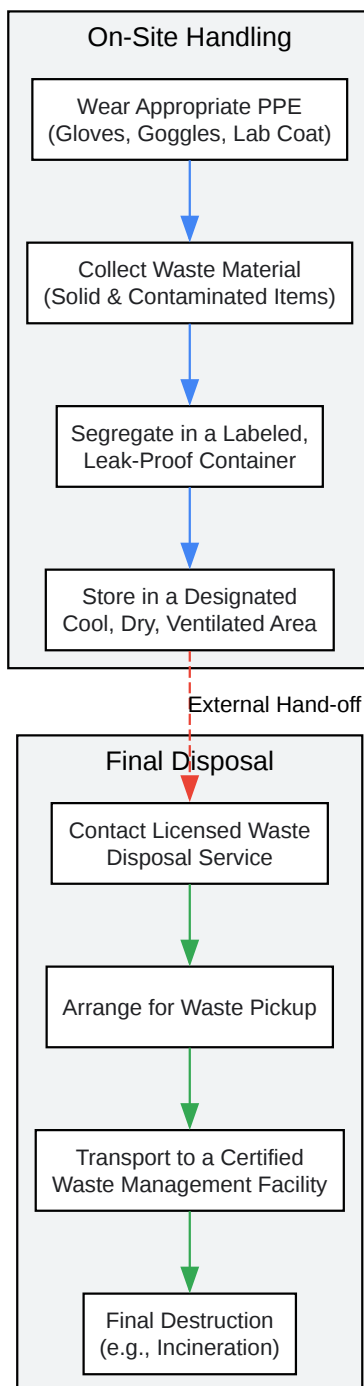 On-Site Handling
Wear Appropriate PPE
(Gloves, Goggles, Lab Coat)
Collect Waste Material
(Solid & Contaminated Items)
Segregate in a Labeled,
Leak-Proof Container
Store in a Designated
Cool, Dry, Ventilated Area
External Hand-off
Final Disposal
Contact Licensed Waste
Disposal Service
Arrange for Waste Pickup
Transport to a Certified
Waste Management Facility
Final Destruction
(e.g., Incineration)